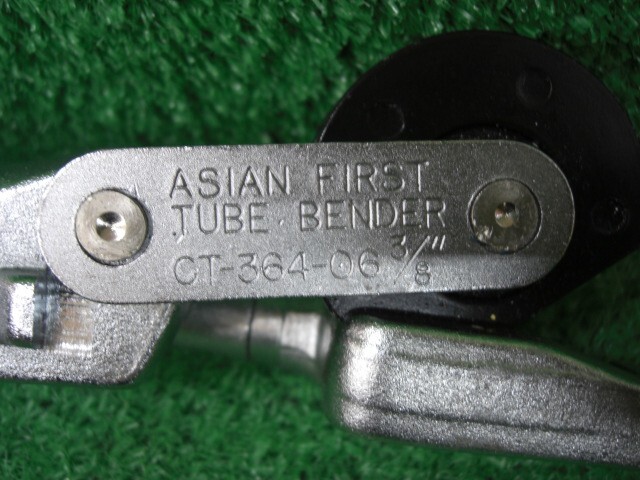 ASIAN FIRST
TUBE BENDER
CT-364-06 3/8"